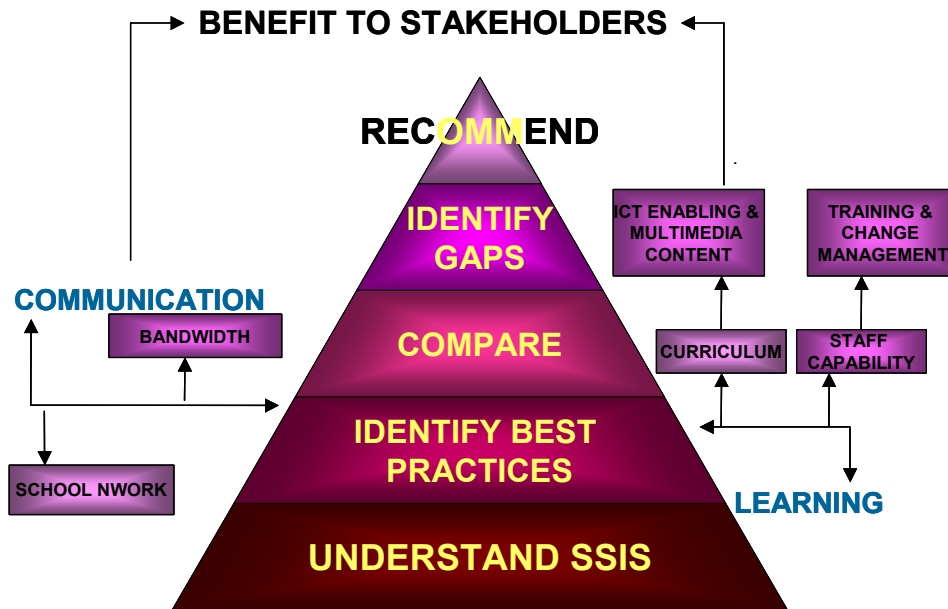 BENEFIT TO STAKEHOLDERS
RECOMMEND
IDENTIFY
GAPS
COMPARE
IDENTIFY BEST
PRACTICES
UNDERSTAND SSIS
COMMUNICATION
BANDWIDTH
SCHOOL NWORK
ICT ENABLING &
MULTIMEDIA
CONTENT
TRAINING &
CHANGE
MANAGEMENT
CURRICULUM
STAFF
CAPABILITY
LEARNING